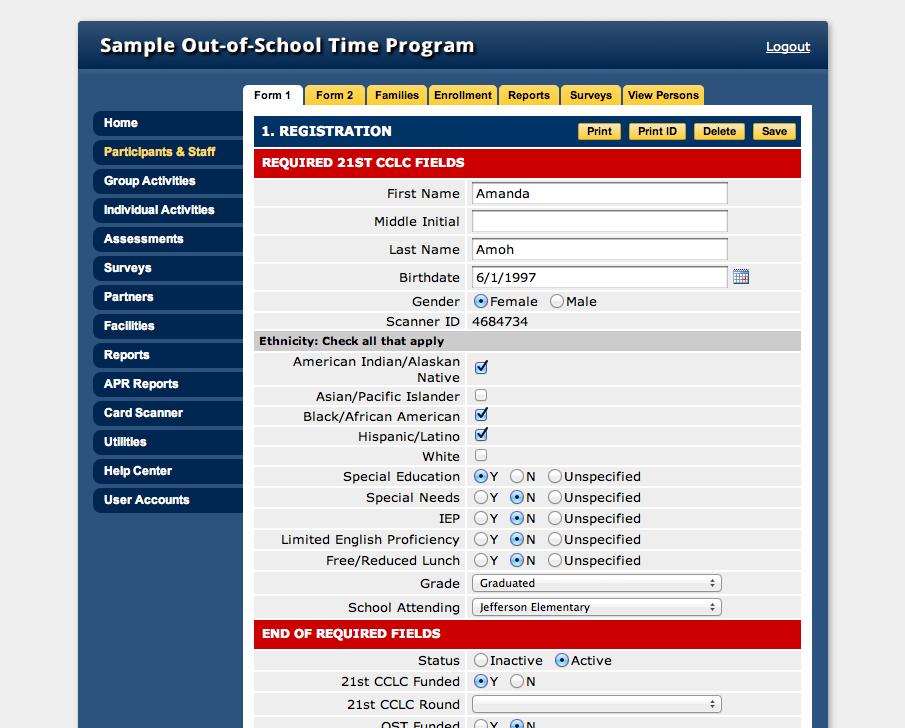 Sample Out-of-School Time Program
Logout
Form 1 Form 2 Families Enrollment Reports Surveys View Persons
Home
Participants & Staff
Group Activities
Individual Activities
Assessments
Surveys
Partners
Facilities
Reports
APR Reports
Card Scanner
Utilities
Help Center
User Accounts
1. REGISTRATION Print Print ID Delete Save
REQUIRED 21ST CCLC FIELDS
First Name Amanda
Middle Initial
Last Name Amoh
Birthdate 6/1/1997
Gender Female Male
Scanner ID 4684734
Ethnicity: Check all that apply
American Indian/Alaskan
Native
Asian/Pacific Islander
Black/African American
Hispanic/Latino
White
Special Education Y N Unspecified
Special Needs Y N Unspecified
IEP Y N Unspecified
Limited English Proficiency Y N Unspecified
Free/Reduced Lunch Y N Unspecified
Grade Graduated
School Attending Jefferson Elementary
END OF REQUIRED FIELDS
Status Inactive Active
21st CCLC Funded Y N
21st CCLC Round
OST Funded Y N